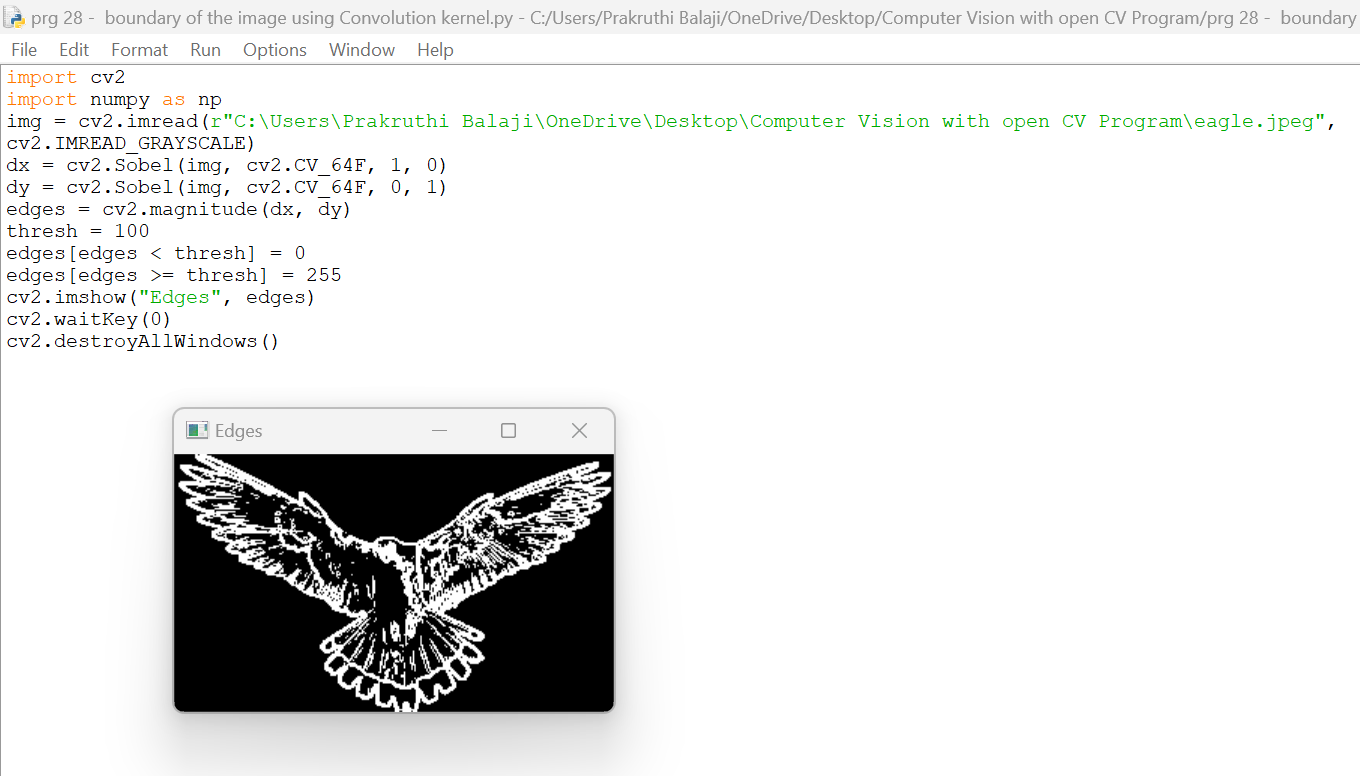 prg 28 -  boundary of the image using Convolution kernel.py - C:/Users/Prakruthi Balaji/OneDrive/Desktop/Computer Vision with open CV Program/prg 28 -  boundary
File Edit Format Run Options Window Help
import cv2
import numpy as np
img = cv2.imread(r"C:\Users\Prakruthi Balaji\OneDrive\Desktop\Computer Vision with open CV Program\eagle.jpeg",
cv2.IMREAD_GRAYSCALE)
dx = cv2.Sobel(img, cv2.CV_64F, 1, 0)
dy = cv2.Sobel(img, cv2.CV_64F, 0, 1)
edges = cv2.magnitude(dx, dy)
thresh = 100
edges[edges < thresh] = 0
edges[edges >= thresh] = 255
cv2.imshow("Edges", edges)
cv2.waitKey(0)
cv2.destroyAllWindows()
Edges